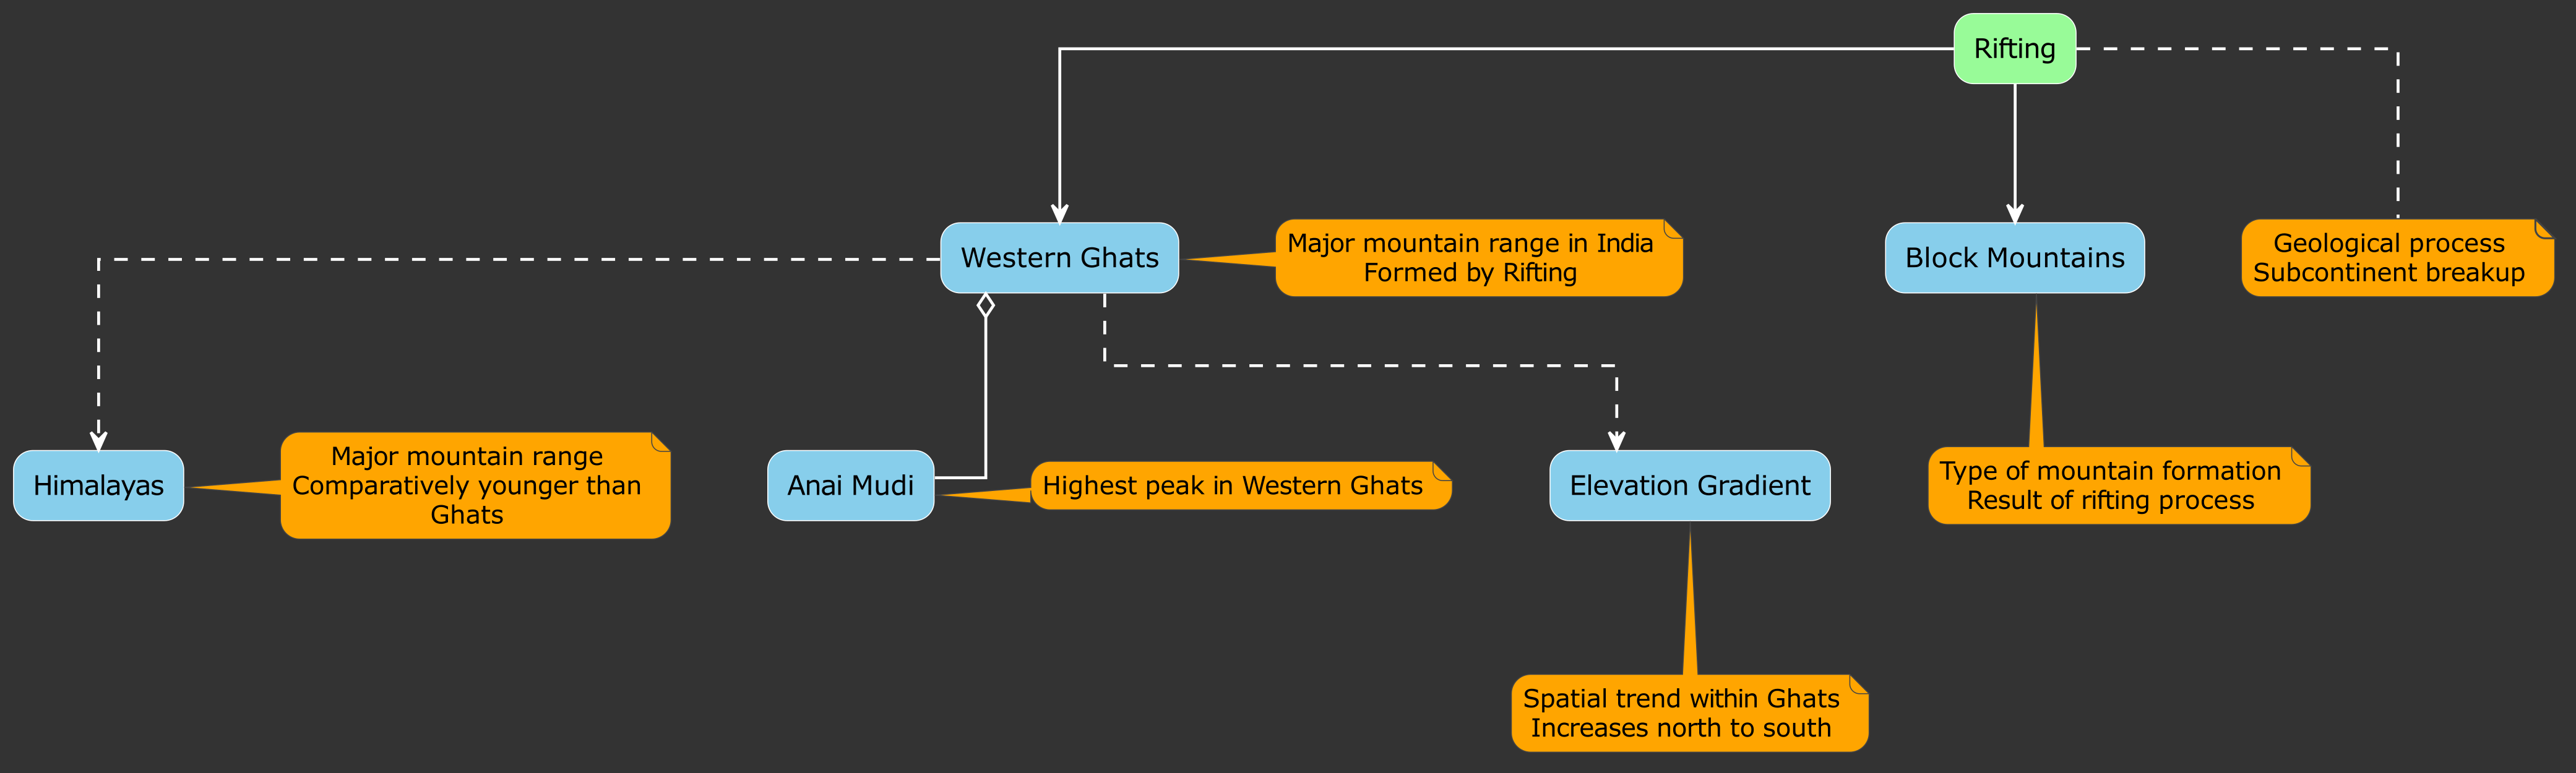 Rifting
Western Ghats
Major mountain range in India
Formed by Rifting
Block Mountains
Geological process
Subcontinent breakup
Himalayas
Major mountain range
Comparatively younger than
Ghats
Anai Mudi
Highest peak in Western Ghats
Elevation Gradient
Type of mountain formation
Result of rifting process
Spatial trend within Ghats
Increases north to south